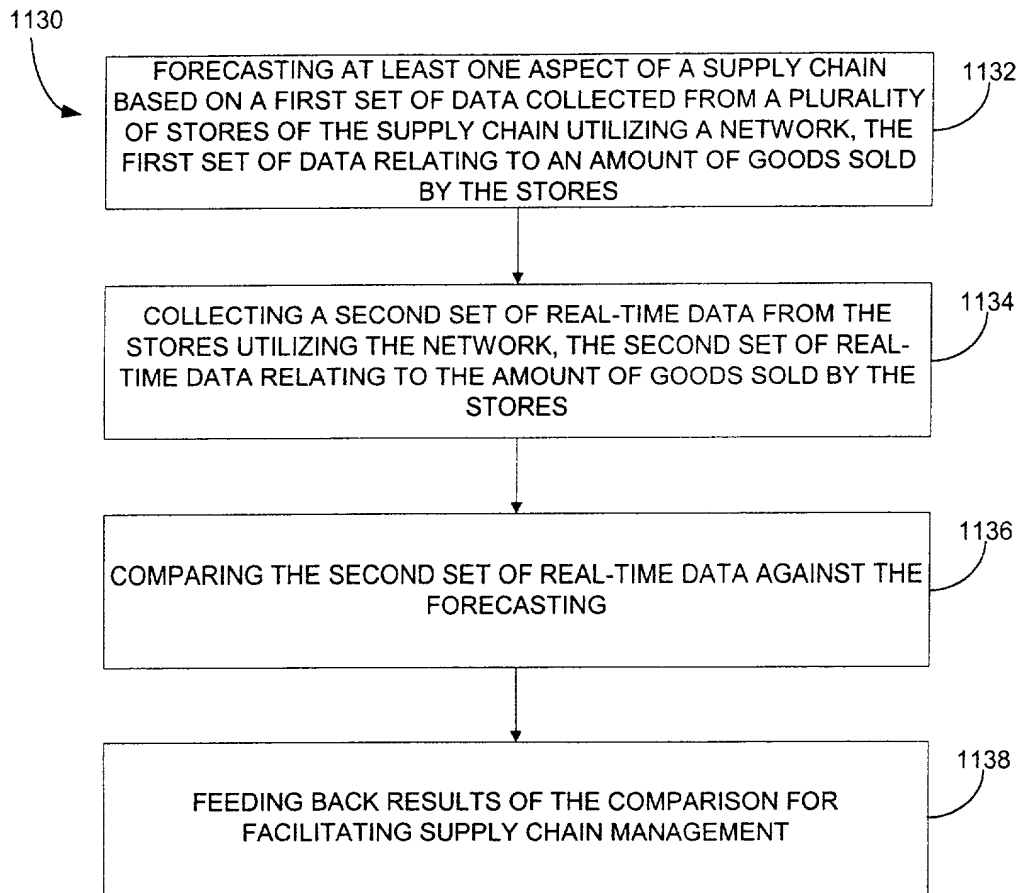 1130
FORECASTING AT LEAST ONE ASPECT OF A SUPPLY CHAIN
BASED ON A FIRST SET OF DATA COLLECTED FROM A PLURALITY
OF STORES OF THE SUPPLY CHAIN UTILIZING A NETWORK, THE
FIRST SET OF DATA RELATING TO AN AMOUNT OF GOODS SOLD
BY THE STORES
1132
COLLECTING A SECOND SET OF REAL-TIME DATA FROM THE
STORES UTILIZING THE NETWORK, THE SECOND SET OF REAL-
TIME DATA RELATING TO THE AMOUNT OF GOODS SOLD BY THE
STORES
1134
COMPARING THE SECOND SET OF REAL-TIME DATA AGAINST THE
FORECASTING
1136
FEEDING BACK RESULTS OF THE COMPARISON FOR
FACILITATING SUPPLY CHAIN MANAGEMENT
1138